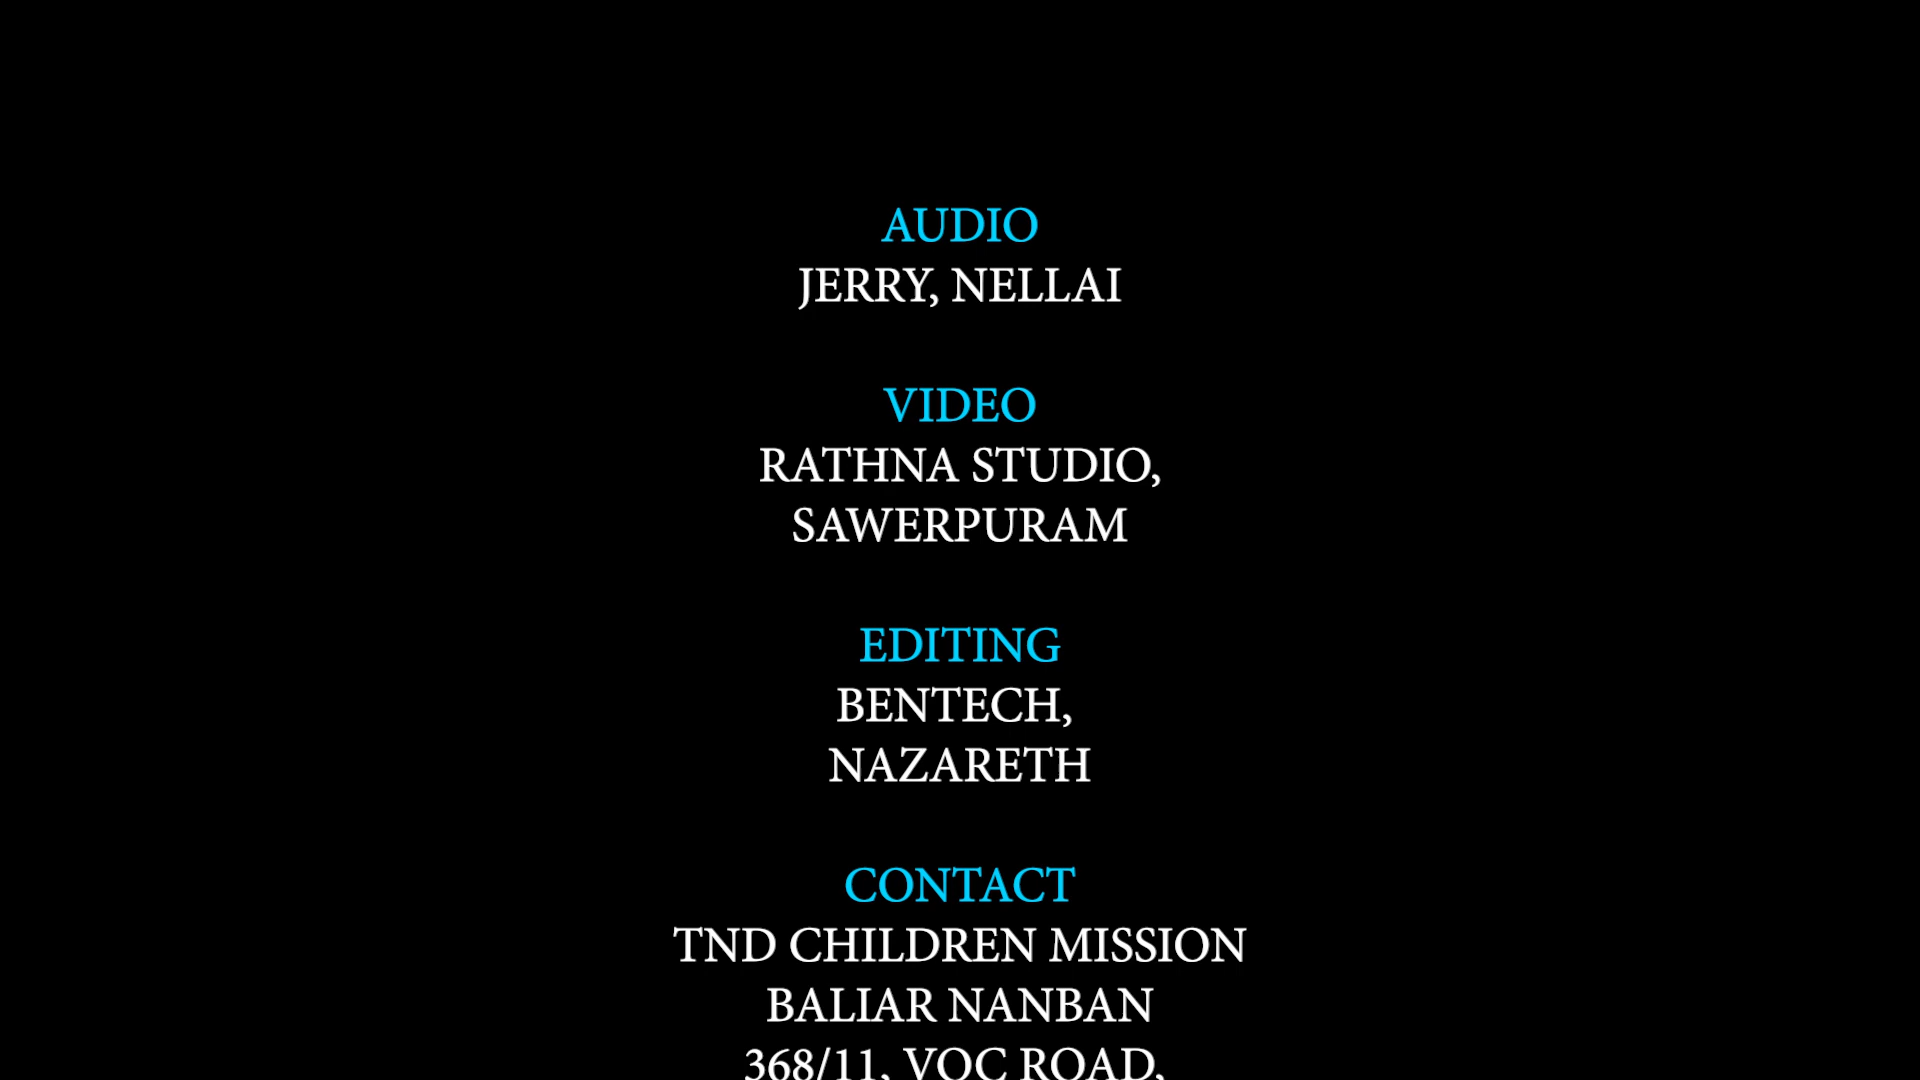 AUDIO
JERRY, NELLAI
VIDEO
RATHNA STUDIO,
SAWERPURAM
EDITING
BENTECH,
NAZARETH
CONTACT
TND CHILDREN MISSION
BALIAR NANBAN
368/11, VOC ROAD,